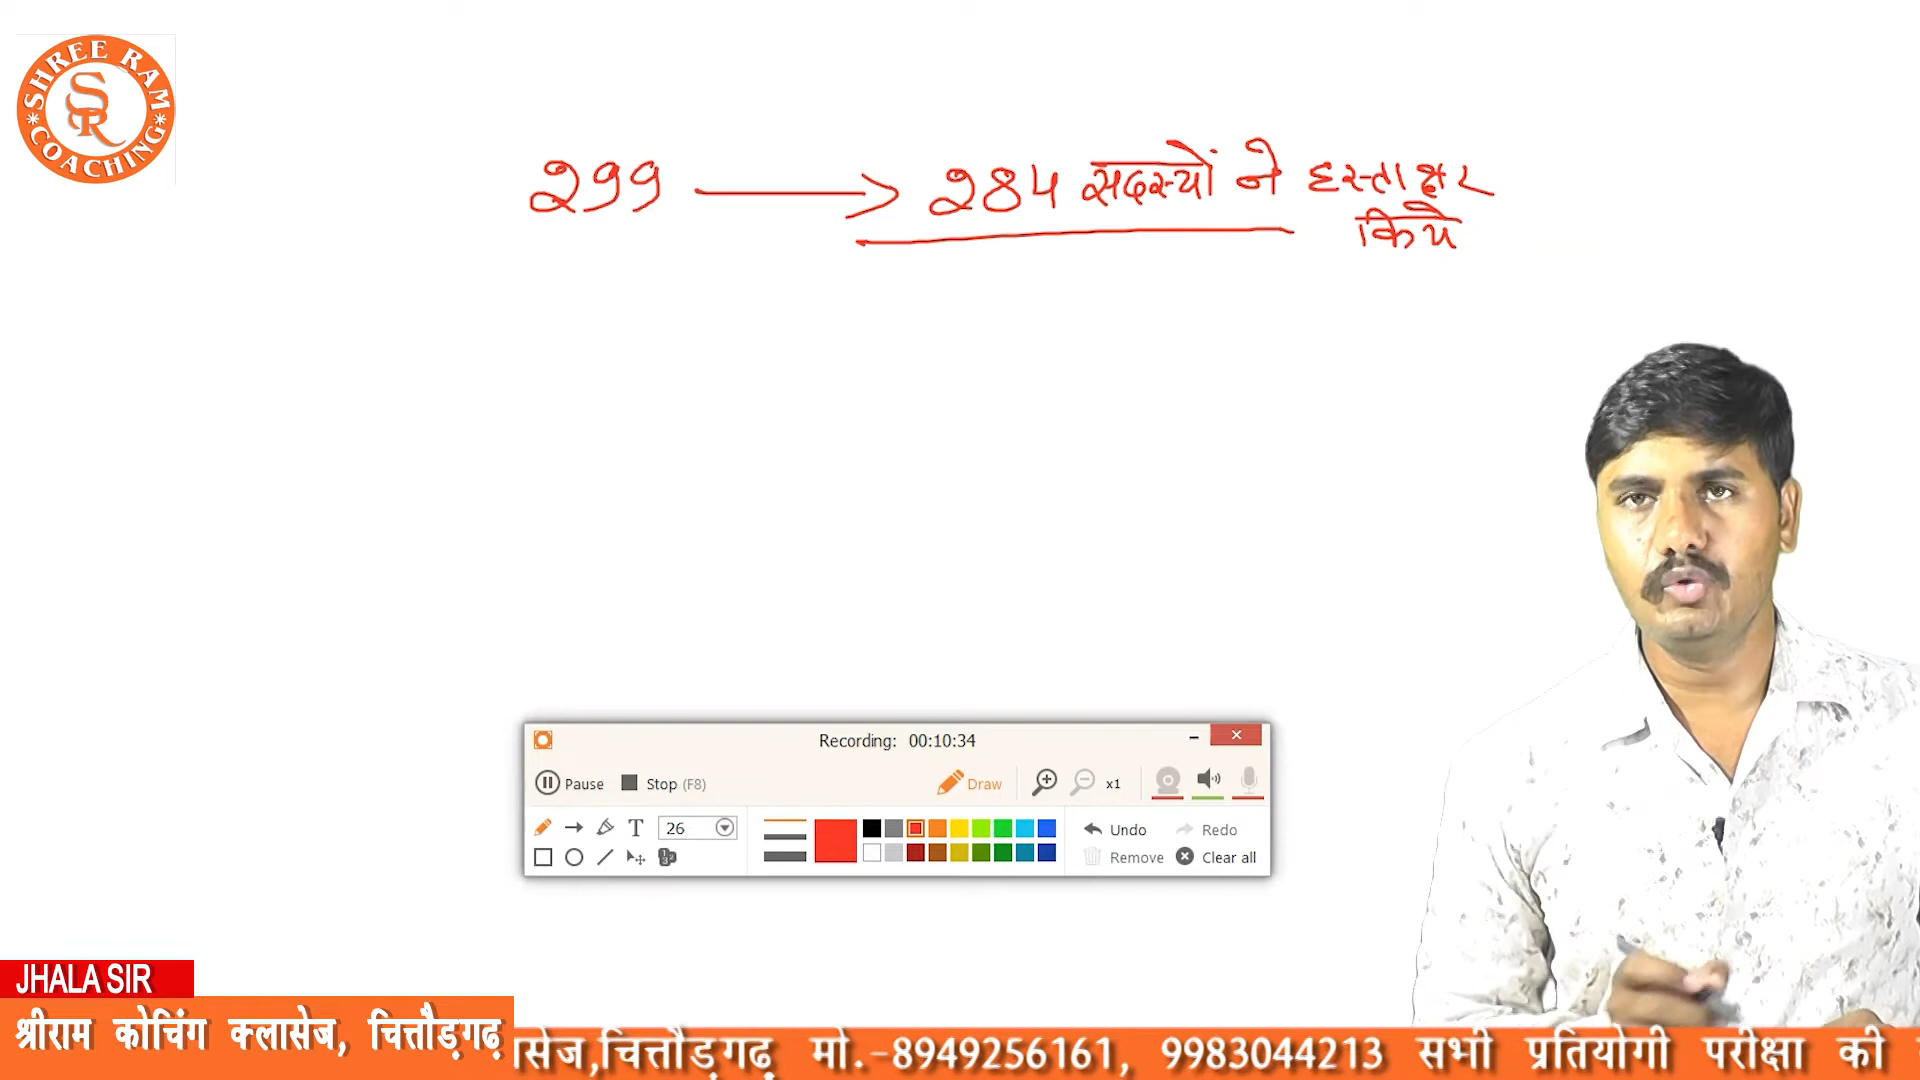 SHREE RAM
SR
COACHING
299 → 284 सदस्यों ने हस्ताक्षर
किये
Recording: 00:10:34
Pause Stop (F8) Draw x1
T 26 Undo Redo
Remove Clear all
JHALA SIR
श्रीराम कोचिंग क्लासेज, चित्तौड़गढ़
ासेज,चित्तौड़गढ़ मो.-8949256161, 9983044213 सभी प्रतियोगी परीक्षा की